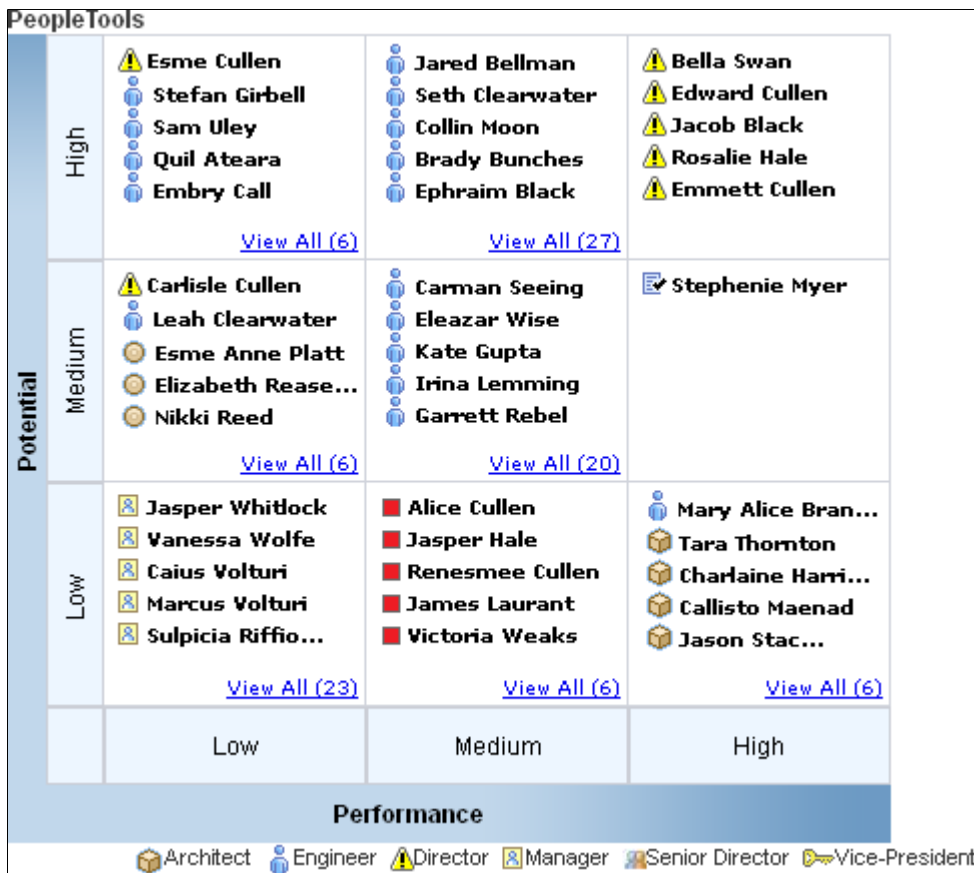 PeopleTools
Potential
High
Esme Cullen
Stefan Girbell
Sam Uley
Quil Ateara
Embry Call
View All (6)
Jared Bellman
Seth Clearwater
Collin Moon
Brady Bunches
Ephraim Black
View All (27)
Bella Swan
Edward Cullen
Jacob Black
Rosalie Hale
Emmett Cullen
Medium
Carlisle Cullen
Leah Clearwater
Esme Anne Platt
Elizabeth Rease...
Nikki Reed
View All (6)
Carman Seeing
Eleazar Wise
Kate Gupta
Irina Lemming
Garrett Rebel
View All (20)
Stephenie Myer
Low
Jasper Whitlock
Vanessa Wolfe
Caius Volturi
Marcus Volturi
Sulpicia Riffio...
View All (23)
Alice Cullen
Jasper Hale
Renesmee Cullen
James Laurant
Victoria Weaks
View All (6)
Mary Alice Bran...
Tara Thornton
Charlaine Harri...
Callisto Maenad
Jason Stac...
View All (6)
Low Medium High
Performance
Architect Engineer Director Manager Senior Director Vice-President